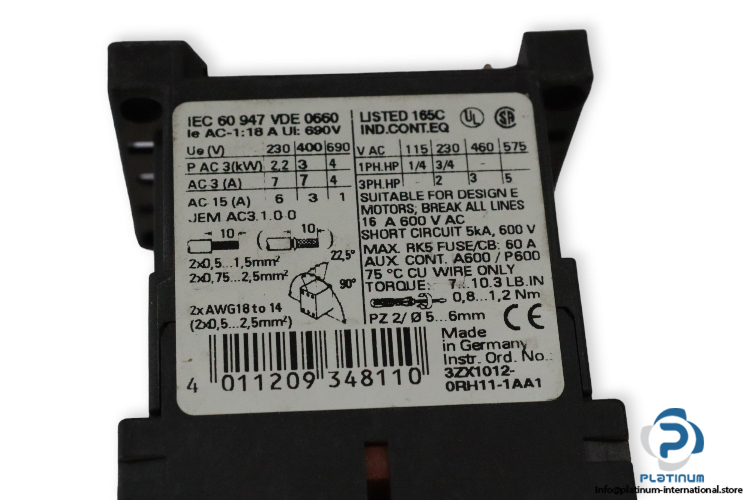 IEC 60 947 VDE 0660
Ie AC-1:18 A UI: 690V
Ue (V) 230 400 690
P AC 3(kW) 2,2 3 4
AC 3 (A) 7 7 4
AC 15 (A) 6 3 1
JEM AC3.1.0 0
10 10
2x0,5...1,5mm²
2x0,75...2,5mm²
22,5°
90°
2x AWG18 to 14
(2x0,5...2,5mm²)
LISTED 165C
IND.CONT.EQ
UL SA
V AC 115 230 460 575
1PH.HP 1/4 3/4 - -
3PH.HP - 2 3 5
SUITABLE FOR DESIGN E
MOTORS; BREAK ALL LINES
16 A 600 V AC
SHORT CIRCUIT 5kA, 600 V
MAX. RK5 FUSE/CB: 60 A
AUX. CONT. A600 / P600
75 °C CU WIRE ONLY
TORQUE: 7...10.3 LB.IN
0,8...1,2 Nm
PZ 2/ Ø 5...6mm
CE
Made
in Germany
Instr. Ord. No.:
3ZX1012-
0RH11-1AA1
4 011209 348110
PLATINUM
INTERNATIONAL
https://platinum-international.store